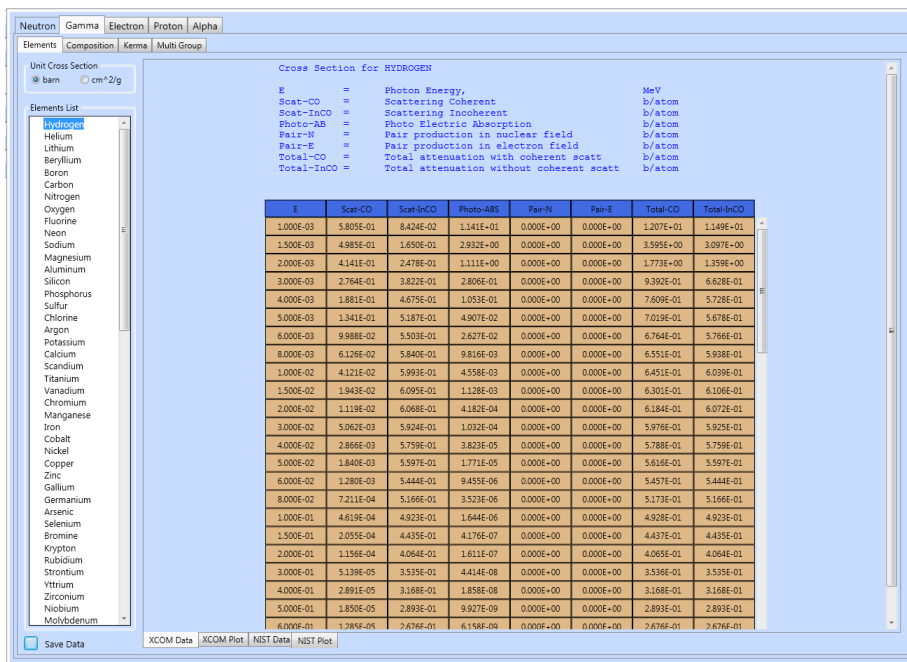 Neutron Gamma Electron Proton Alpha
Elements Composition Kerma Multi Group
Unit Cross Section
barn cm^2/g
Elements List
Hydrogen
Helium
Lithium
Beryllium
Boron
Carbon
Nitrogen
Oxygen
Fluorine
Neon
Sodium
Magnesium
Aluminum
Silicon
Phosphorus
Sulfur
Chlorine
Argon
Potassium
Calcium
Scandium
Titanium
Vanadium
Chromium
Manganese
Iron
Cobalt
Nickel
Copper
Zinc
Gallium
Germanium
Arsenic
Selenium
Bromine
Krypton
Rubidium
Strontium
Yttrium
Zirconium
Niobium
Molybdenum
Save Data
Cross Section for HYDROGEN
E = Photon Energy, MeV
Scat-CO = Scattering Coherent b/atom
Scat-InCO = Scattering Incoherent b/atom
Photo-AB = Photo Electric Absorption b/atom
Pair-N = Pair production in nuclear field b/atom
Pair-E = Pair production in electron field b/atom
Total-CO = Total attenuation with coherent scatt b/atom
Total-InCO = Total attenuation without coherent scatt b/atom
E Scat-CO Scat-InCO Photo-ABS Pair-N Pair-E Total-CO Total-InCO
1.000E-03 5.805E-01 8.424E-02 1.141E+01 0.000E+00 0.000E+00 1.207E+01 1.149E+01
1.500E-03 4.985E-01 1.650E-01 2.932E+00 0.000E+00 0.000E+00 3.595E+00 3.097E+00
2.000E-03 4.141E-01 2.478E-01 1.111E+00 0.000E+00 0.000E+00 1.773E+00 1.359E+00
3.000E-03 2.764E-01 3.822E-01 2.806E-01 0.000E+00 0.000E+00 9.392E-01 6.628E-01
4.000E-03 1.881E-01 4.675E-01 1.053E-01 0.000E+00 0.000E+00 7.609E-01 5.728E-01
5.000E-03 1.341E-01 5.187E-01 4.907E-02 0.000E+00 0.000E+00 7.019E-01 5.678E-01
6.000E-03 9.988E-02 5.503E-01 2.627E-02 0.000E+00 0.000E+00 6.764E-01 5.766E-01
8.000E-03 6.126E-02 5.840E-01 9.816E-03 0.000E+00 0.000E+00 6.551E-01 5.938E-01
1.000E-02 4.121E-02 5.993E-01 4.558E-03 0.000E+00 0.000E+00 6.451E-01 6.039E-01
1.500E-02 1.943E-02 6.095E-01 1.128E-03 0.000E+00 0.000E+00 6.301E-01 6.106E-01
2.000E-02 1.119E-02 6.068E-01 4.182E-04 0.000E+00 0.000E+00 6.184E-01 6.072E-01
3.000E-02 5.062E-03 5.924E-01 1.032E-04 0.000E+00 0.000E+00 5.976E-01 5.925E-01
4.000E-02 2.866E-03 5.759E-01 3.823E-05 0.000E+00 0.000E+00 5.788E-01 5.759E-01
5.000E-02 1.840E-03 5.597E-01 1.771E-05 0.000E+00 0.000E+00 5.616E-01 5.597E-01
6.000E-02 1.280E-03 5.444E-01 9.455E-06 0.000E+00 0.000E+00 5.457E-01 5.444E-01
8.000E-02 7.211E-04 5.166E-01 3.523E-06 0.000E+00 0.000E+00 5.173E-01 5.166E-01
1.000E-01 4.619E-04 4.923E-01 1.644E-06 0.000E+00 0.000E+00 4.928E-01 4.923E-01
1.500E-01 2.055E-04 4.435E-01 4.176E-07 0.000E+00 0.000E+00 4.437E-01 4.435E-01
2.000E-01 1.156E-04 4.064E-01 1.611E-07 0.000E+00 0.000E+00 4.065E-01 4.064E-01
3.000E-01 5.139E-05 3.535E-01 4.414E-08 0.000E+00 0.000E+00 3.536E-01 3.535E-01
4.000E-01 2.891E-05 3.168E-01 1.858E-08 0.000E+00 0.000E+00 3.168E-01 3.168E-01
5.000E-01 1.850E-05 2.893E-01 9.927E-09 0.000E+00 0.000E+00 2.893E-01 2.893E-01
6.000E-01 1.285E-05 2.676E-01 6.158E-09 0.000E+00 0.000E+00 2.676E-01 2.676E-01
XCOM Data XCOM Plot NIST Data NIST Plot